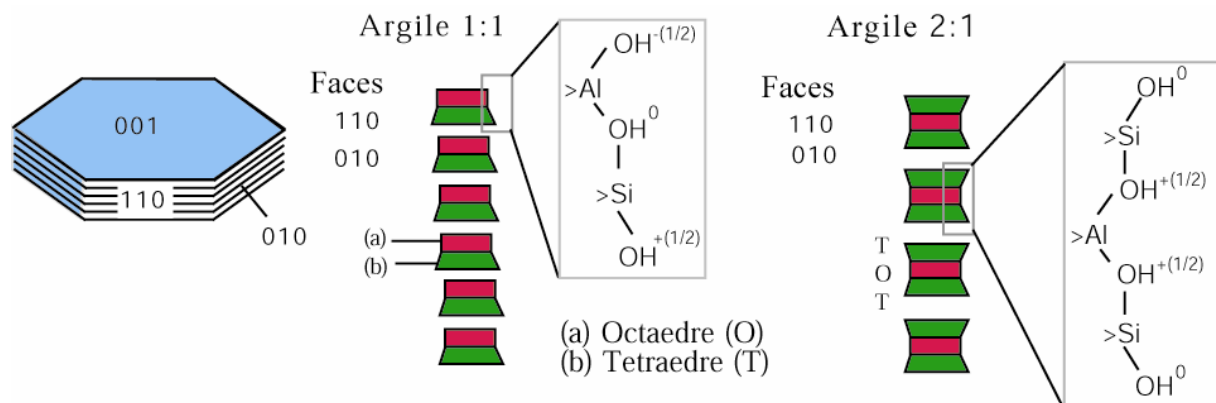 001
110
010
Argile 1:1
Faces
110
010
(a)
(b)
OH-(1/2)
>Al
OH0
>Si
OH+(1/2)
(a) Octaedre (O)
(b) Tetraedre (T)
Argile 2:1
Faces
110
010
T
O
T
OH0
>Si
OH+(1/2)
>Al
OH+(1/2)
>Si
OH0